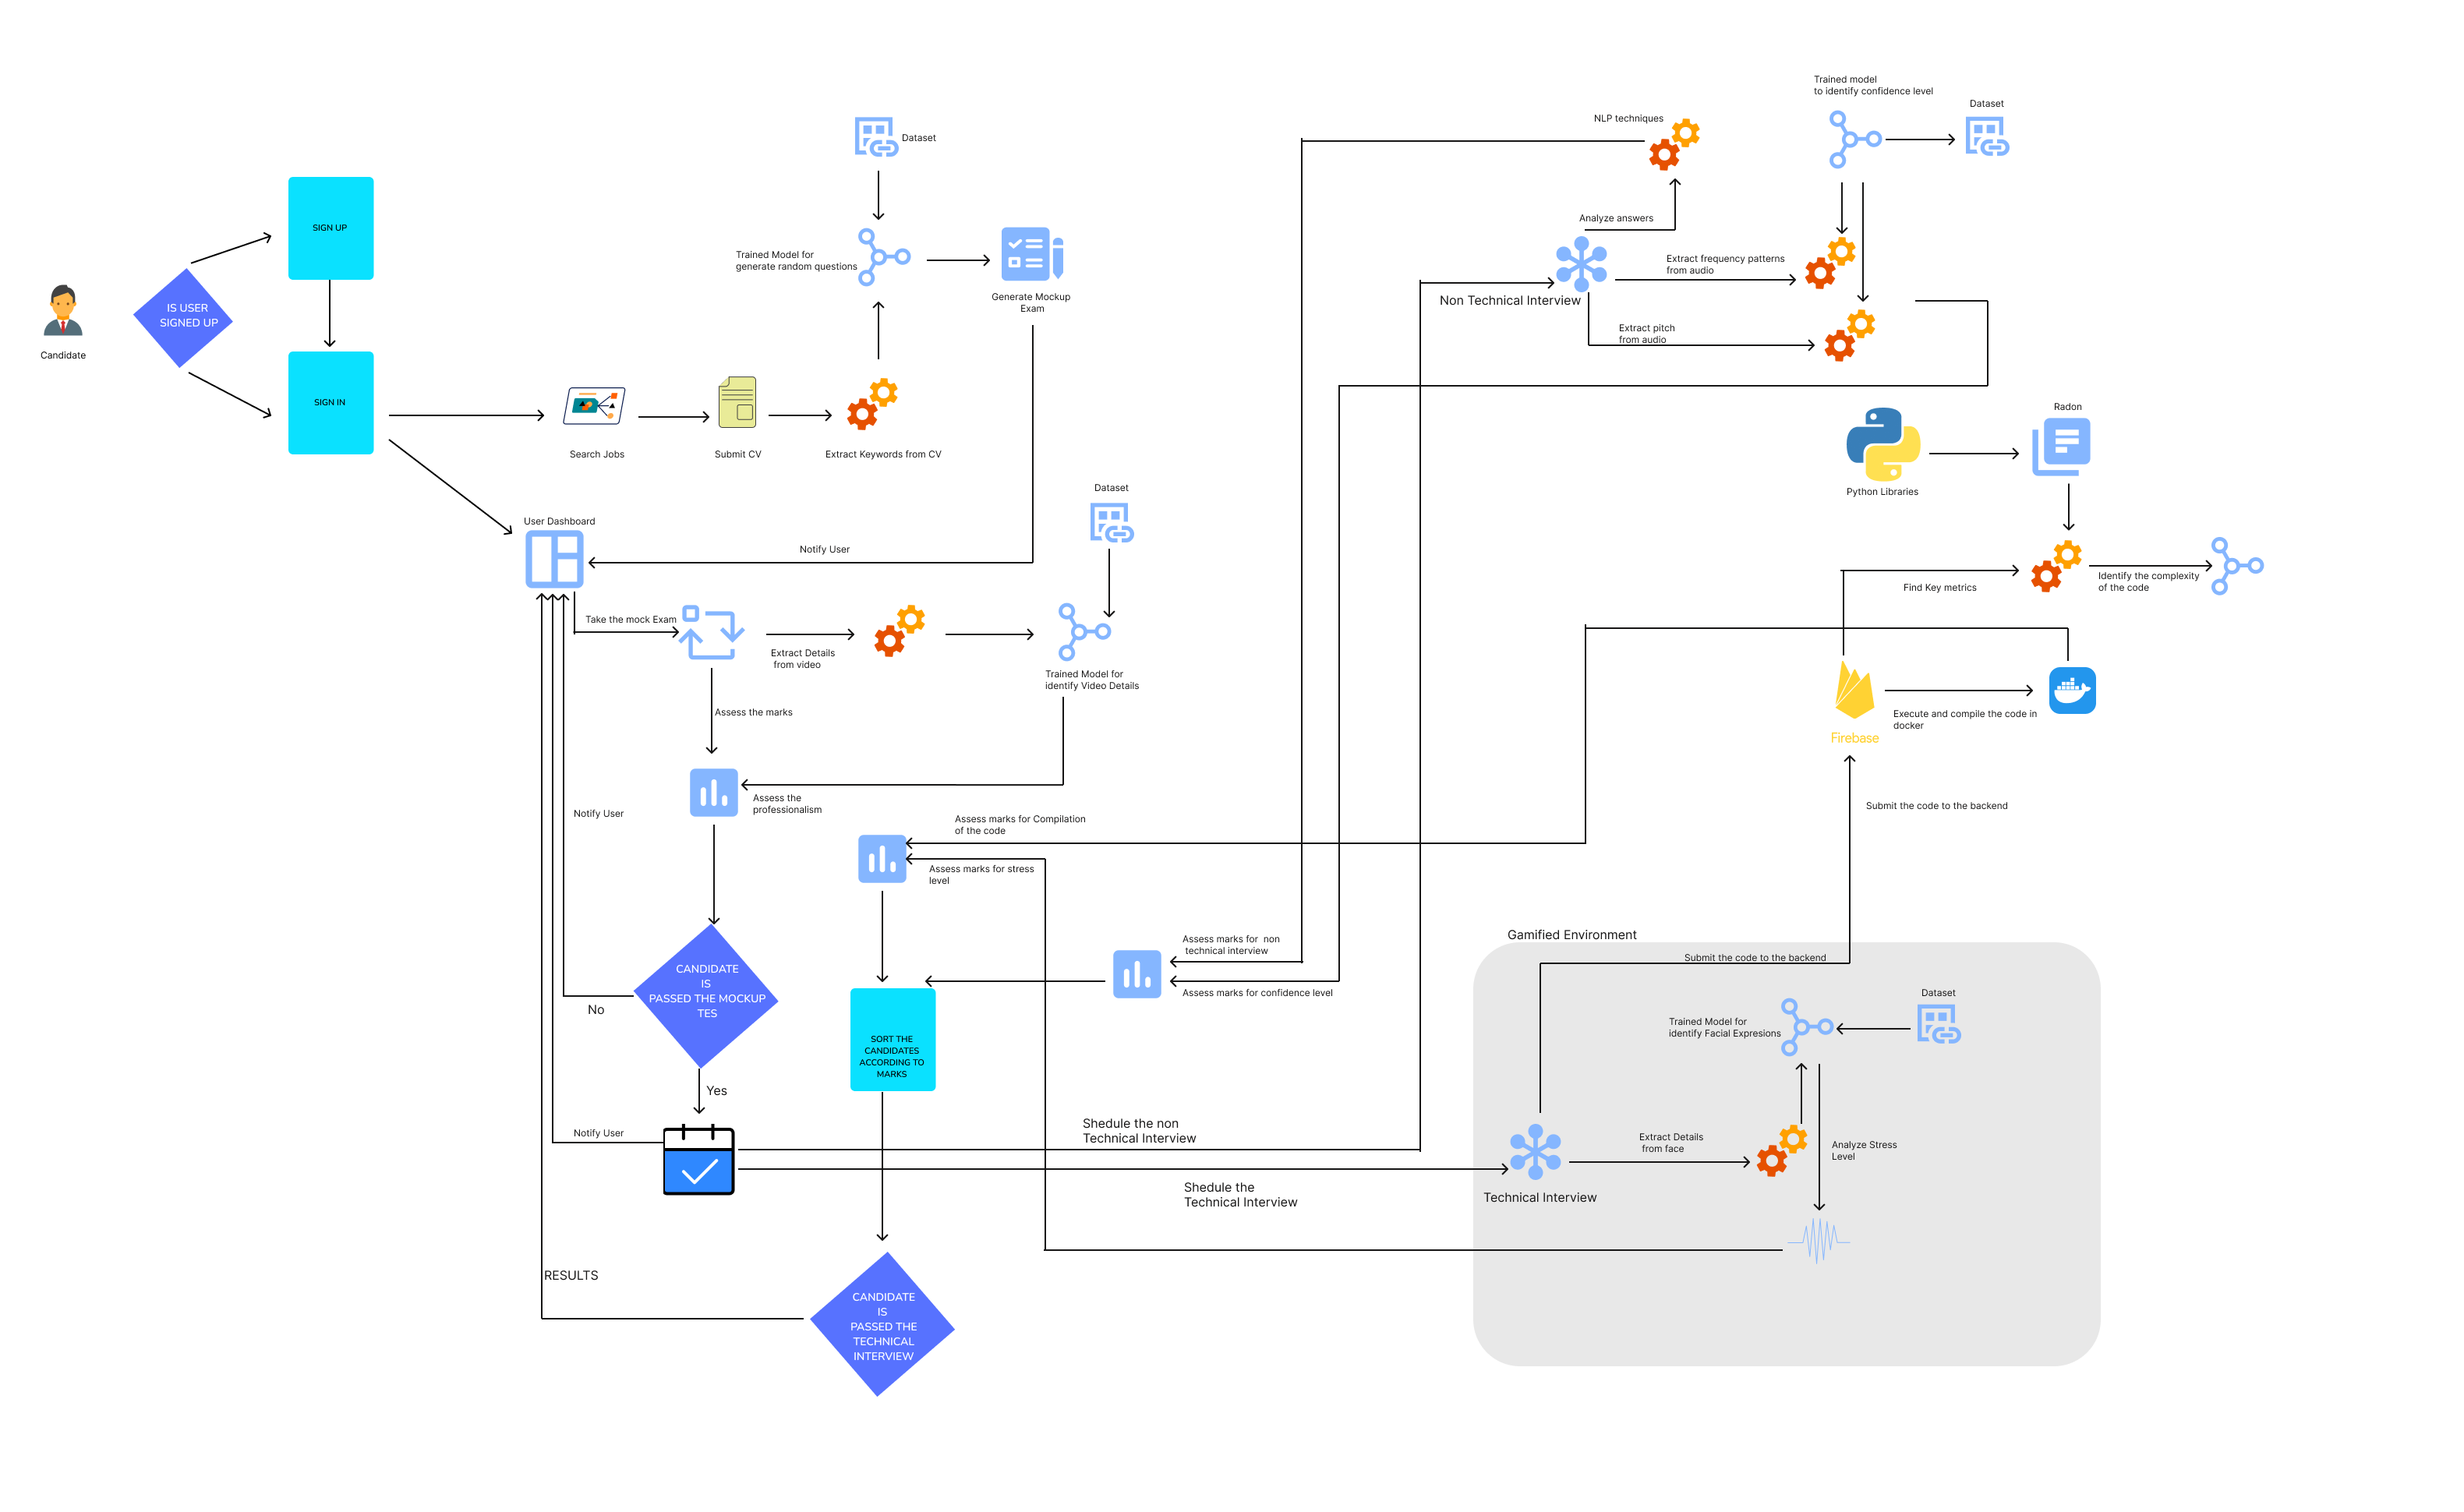 Trained model
to identify confidence level
Dataset
NLP techniques
Dataset
SIGN UP
Analyze answers
Trained Model for
generate random questions
Extract frequency patterns
from audio
IS USER
SIGNED UP
Generate Mockup
Exam
Non Technical Interview
Extract pitch
from audio
Candidate
SIGN IN
Radon
Search Jobs
Submit CV
Extract Keywords from CV
Dataset
Python Libraries
User Dashboard
Notify User
Identify the complexity
of the code
Find Key metrics
Take the mock Exam
Extract Details
from video
Trained Model for
identify Video Details
Assess the marks
Execute and compile the code in
docker
Firebase
Assess the
professionalism
Submit the code to the backend
Notify User
Assess marks for Compilation
of the code
Assess marks for stress
level
Gamified Environment
Assess marks for  non
technical interview
Submit the code to the backend
CANDIDATE
IS
PASSED THE MOCKUP
TES
No
Assess marks for confidence level
Dataset
Trained Model for
identify Facial Expresions
SORT THE
CANDIDATES
ACCORDING TO
MARKS
Yes
Shedule the non
Technical Interview
Notify User
Extract Details
from face
Analyze Stress
Level
Shedule the
Technical Interview
Technical Interview
RESULTS
CANDIDATE
IS
PASSED THE
TECHNICAL
INTERVIEW